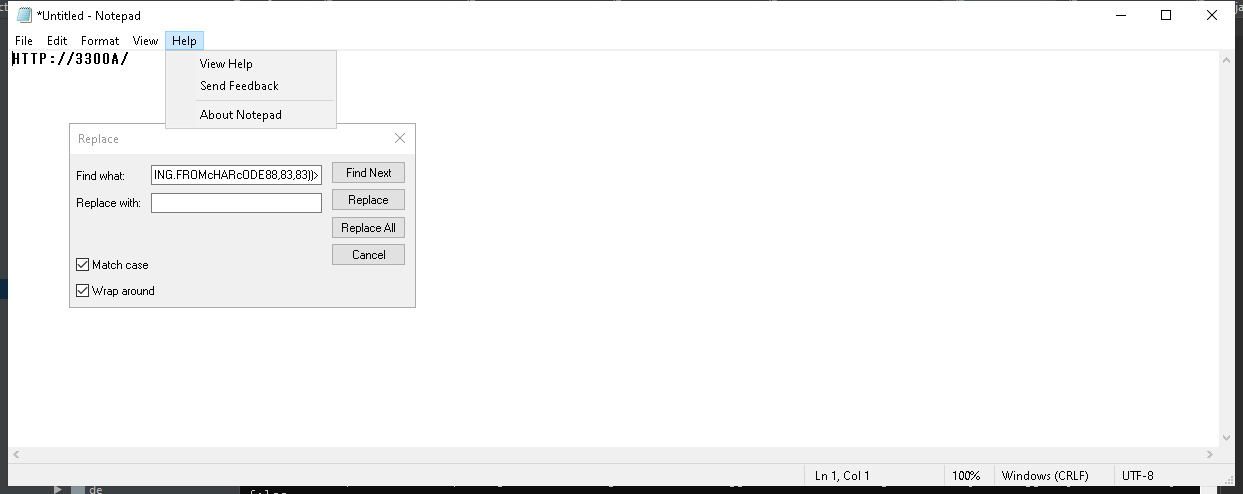 *Untitled - Notepad
File Edit Format View Help
HTTP://3300A/
View Help
Send Feedback
About Notepad
Replace
Find what: ING.FROMcHARcODE88,83,83))> Find Next
Replace with: Replace
Replace All
Cancel
Match case
Wrap around
Ln 1, Col 1 100% Windows (CRLF) UTF-8
de